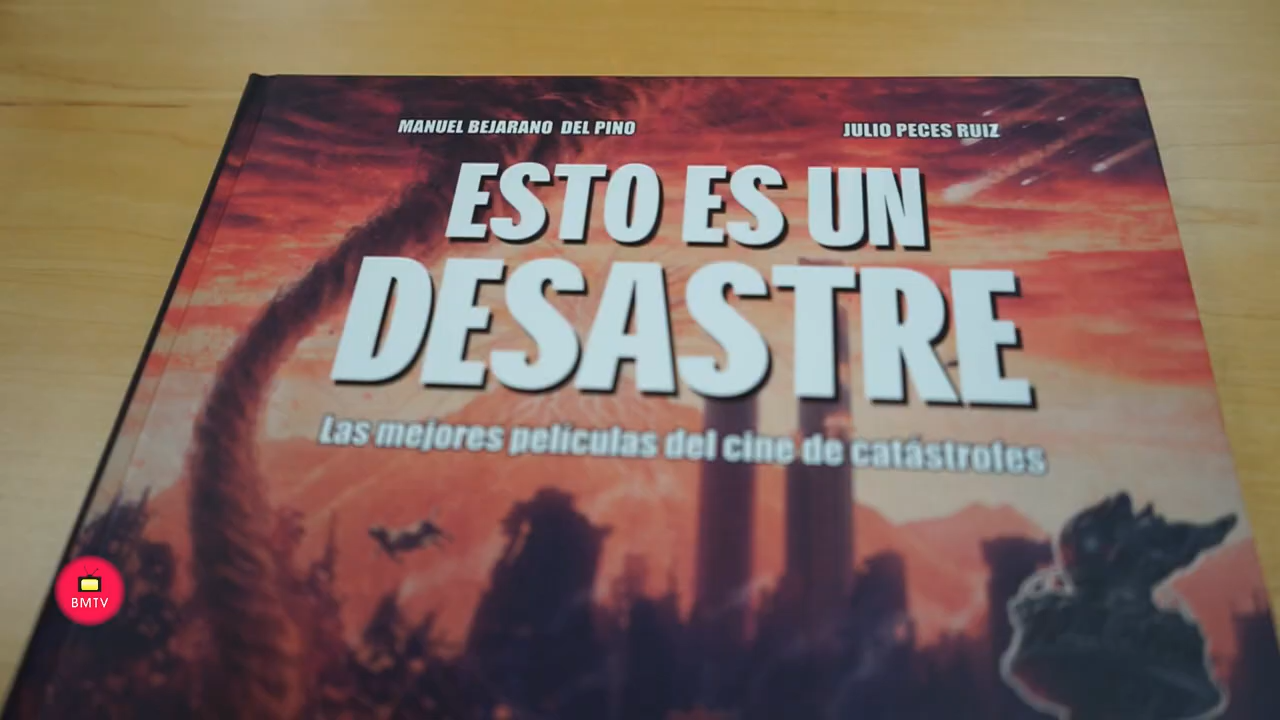 MANUEL BEJARANO DEL PINO
JULIO PECES RUIZ
ESTO ES UN
DESASTRE
Las mejores películas del cine de catástrofes
BMTV